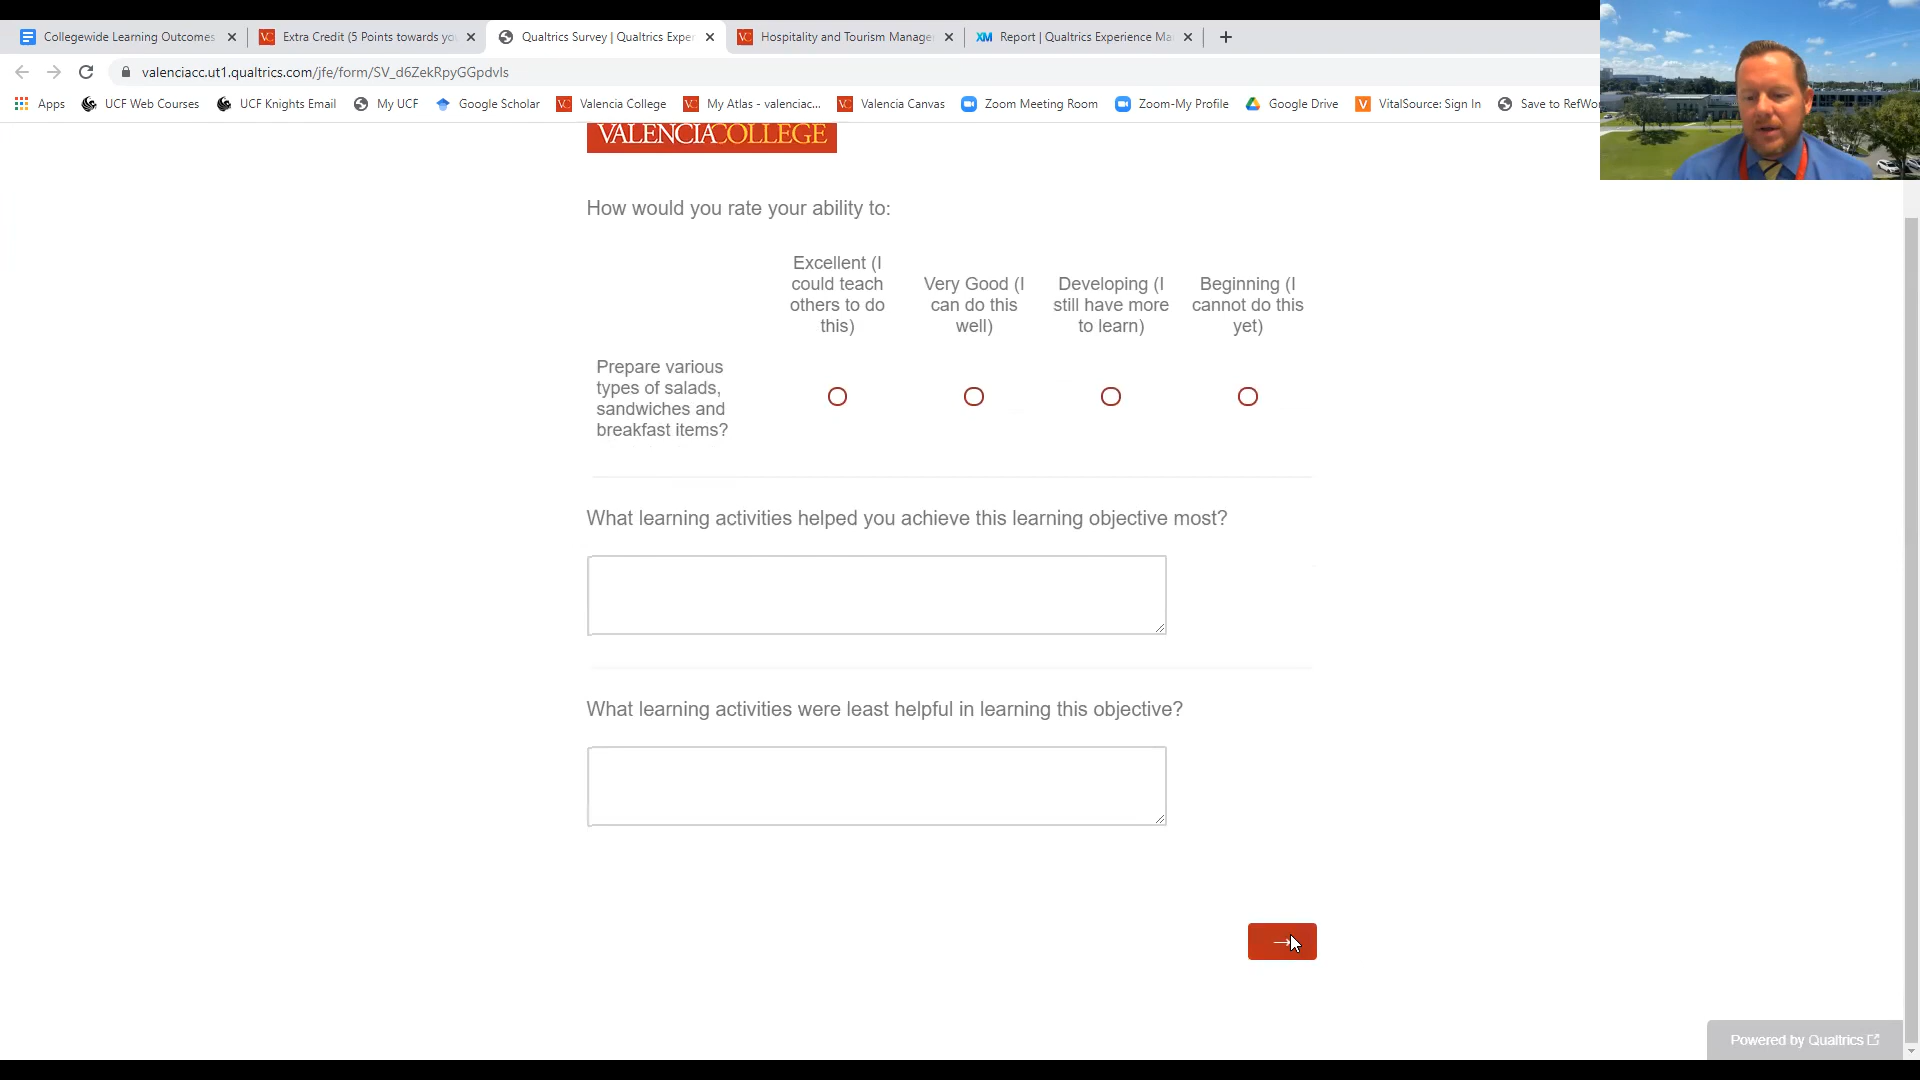 Collegewide Learning Outcomes
Extra Credit (5 Points towards yo
Qualtrics Survey | Qualtrics Exper
Hospitality and Tourism Manage
XM Report | Qualtrics Experience Ma
valenciacc.ut1.qualtrics.com/jfe/form/SV_d6ZekRpyGGpdvIs
Apps UCF Web Courses UCF Knights Email My UCF Google Scholar VC Valencia College VC My Atlas - valenciac... VC Valencia Canvas Zoom Meeting Room Zoom-My Profile Google Drive V VitalSource: Sign In Save to RefWor
VALENCIACOLLEGE
How would you rate your ability to:
Excellent (I
could teach
others to do
this)
Very Good (I
can do this
well)
Developing (I
still have more
to learn)
Beginning (I
cannot do this
yet)
Prepare various
types of salads,
sandwiches and
breakfast items?
What learning activities helped you achieve this learning objective most?
What learning activities were least helpful in learning this objective?
→
Powered by Qualtrics